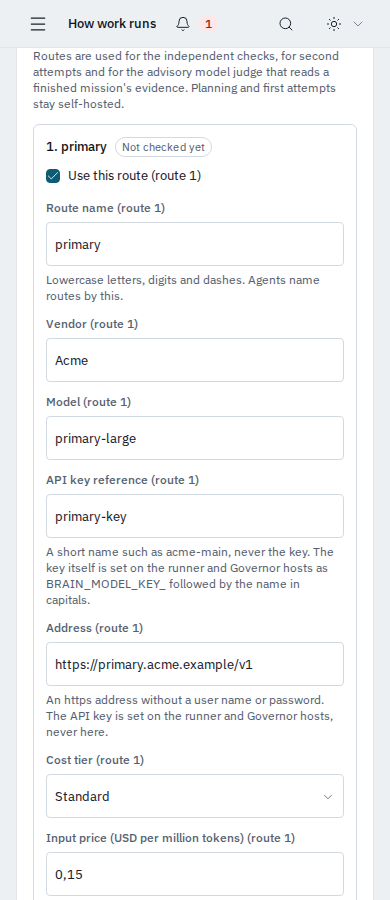 How work runs
1
Routes are used for the independent checks, for second
attempts and for the advisory model judge that reads a
finished mission's evidence. Planning and first attempts
stay self-hosted.
1. primary
Not checked yet
Use this route (route 1)
Route name (route 1)
primary
Lowercase letters, digits and dashes. Agents name
routes by this.
Vendor (route 1)
Acme
Model (route 1)
primary-large
API key reference (route 1)
primary-key
A short name such as acme-main, never the key. The
key itself is set on the runner and Governor hosts as
BRAIN_MODEL_KEY_ followed by the name in
capitals.
Address (route 1)
https://primary.acme.example/v1
An https address without a user name or password.
The API key is set on the runner and Governor hosts,
never here.
Cost tier (route 1)
Standard
Input price (USD per million tokens) (route 1)
0,15